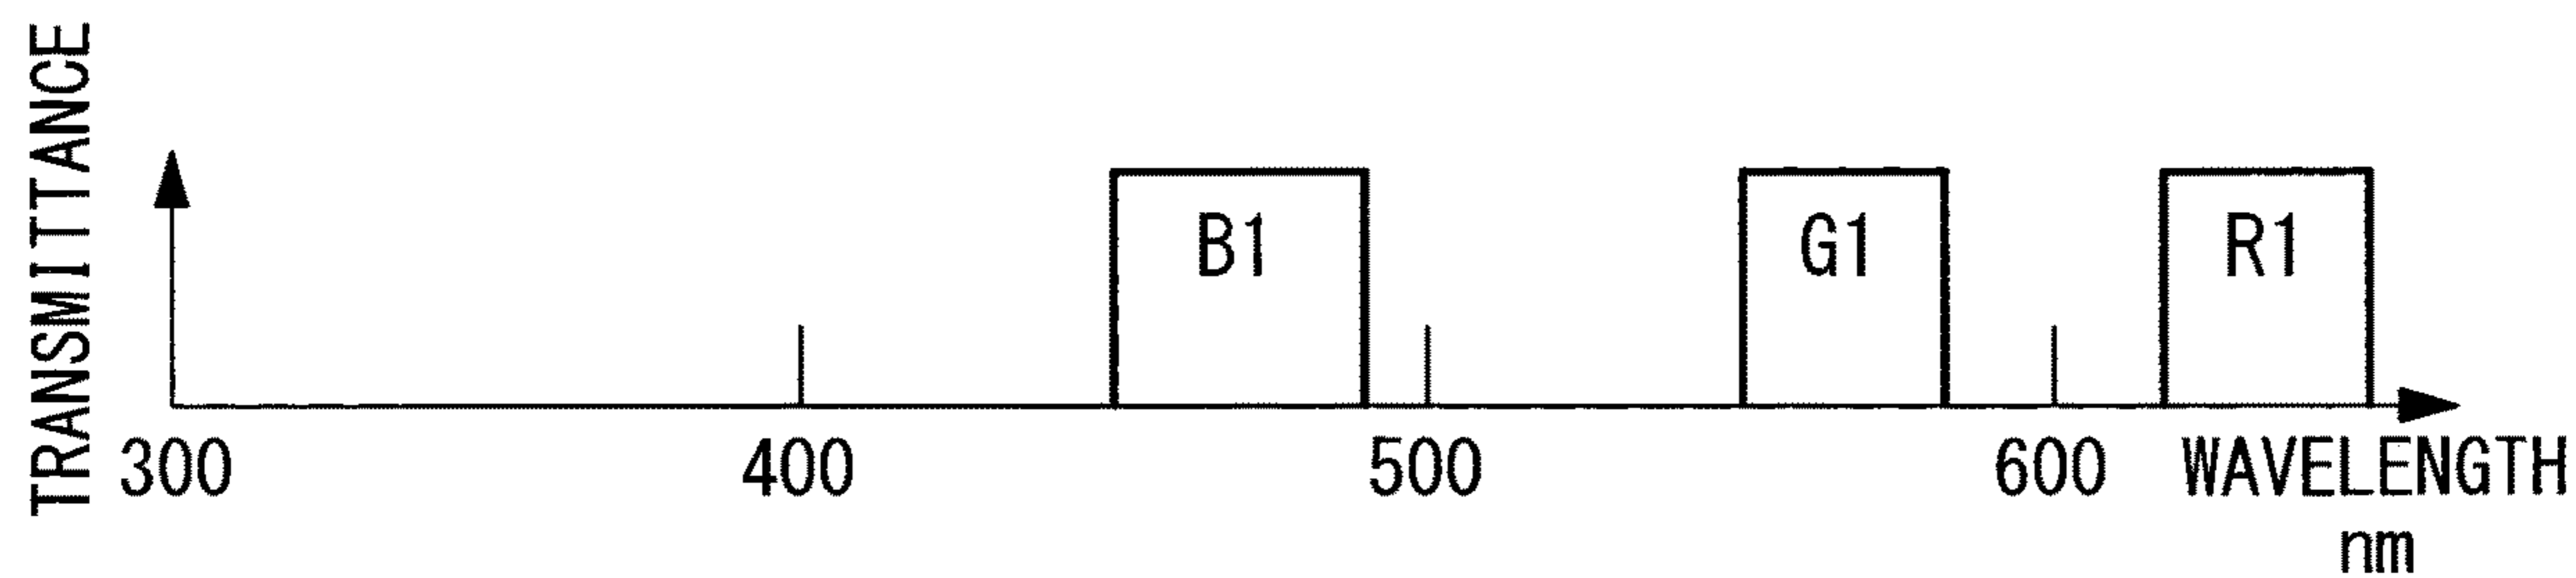 TRANSMITTANCE
B1
G1
R1
300
400
500
600
WAVELENGTH
nm